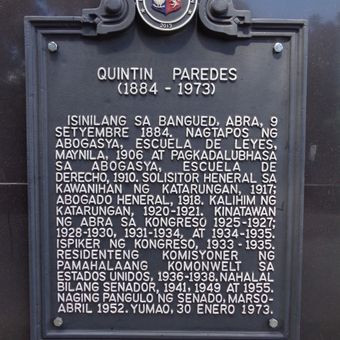 2013
QUINTIN PAREDES
(1884 - 1973)
ISINILANG SA BANGUED, ABRA, 9
SETYEMBRE 1884. NAGTAPOS NG
ABOGASYA, ESCUELA DE LEYES,
MAYNILA, 1906 AT PAGKADALUBHASA
SA ABOGASYA, ESCUELA DE
DERECHO, 1910. SOLISITOR HENERAL SA
KAWANIHAN NG KATARUNGAN, 1917;
ABOGADO HENERAL, 1918. KALIHIM NG
KATARUNGAN, 1920-1921. KINATAWAN
NG ABRA SA KONGRESO 1925-1927;
1928-1930, 1931-1934, AT 1934-1935.
ISPIKER NG KONGRESO, 1933-1935.
RESIDENTENG KOMISYONER NG
PAMAHALAANG KOMONWELT SA
ESTADOS UNIDOS, 1936-1938. NAHALAL
BILANG SENADOR, 1941, 1949 AT 1955.
NAGING PANGULO NG SENADO, MARSO-
ABRIL 1952. YUMAO, 30 ENERO 1973.